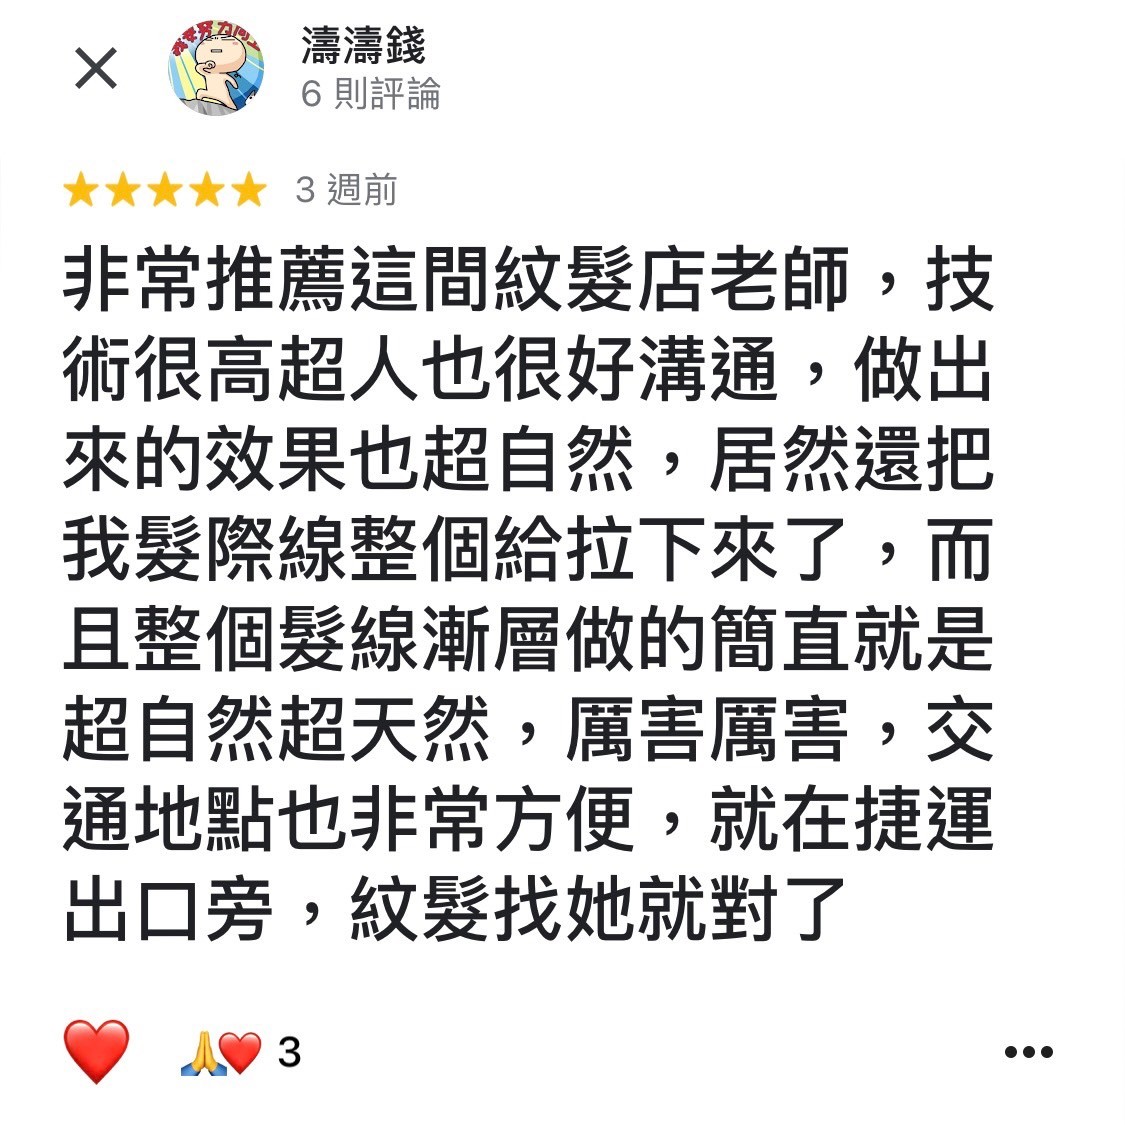 濤濤錢
6 則評論
3 週前
非常推薦這間紋髮店老師，技
術很高超人也很好溝通，做出
來的效果也超自然，居然還把
我髮際線整個給拉下來了，而
且整個髮線漸層做的簡直就是
超自然超天然，厲害厲害，交
通地點也非常方便，就在捷運
出口旁，紋髮找她就對了
3